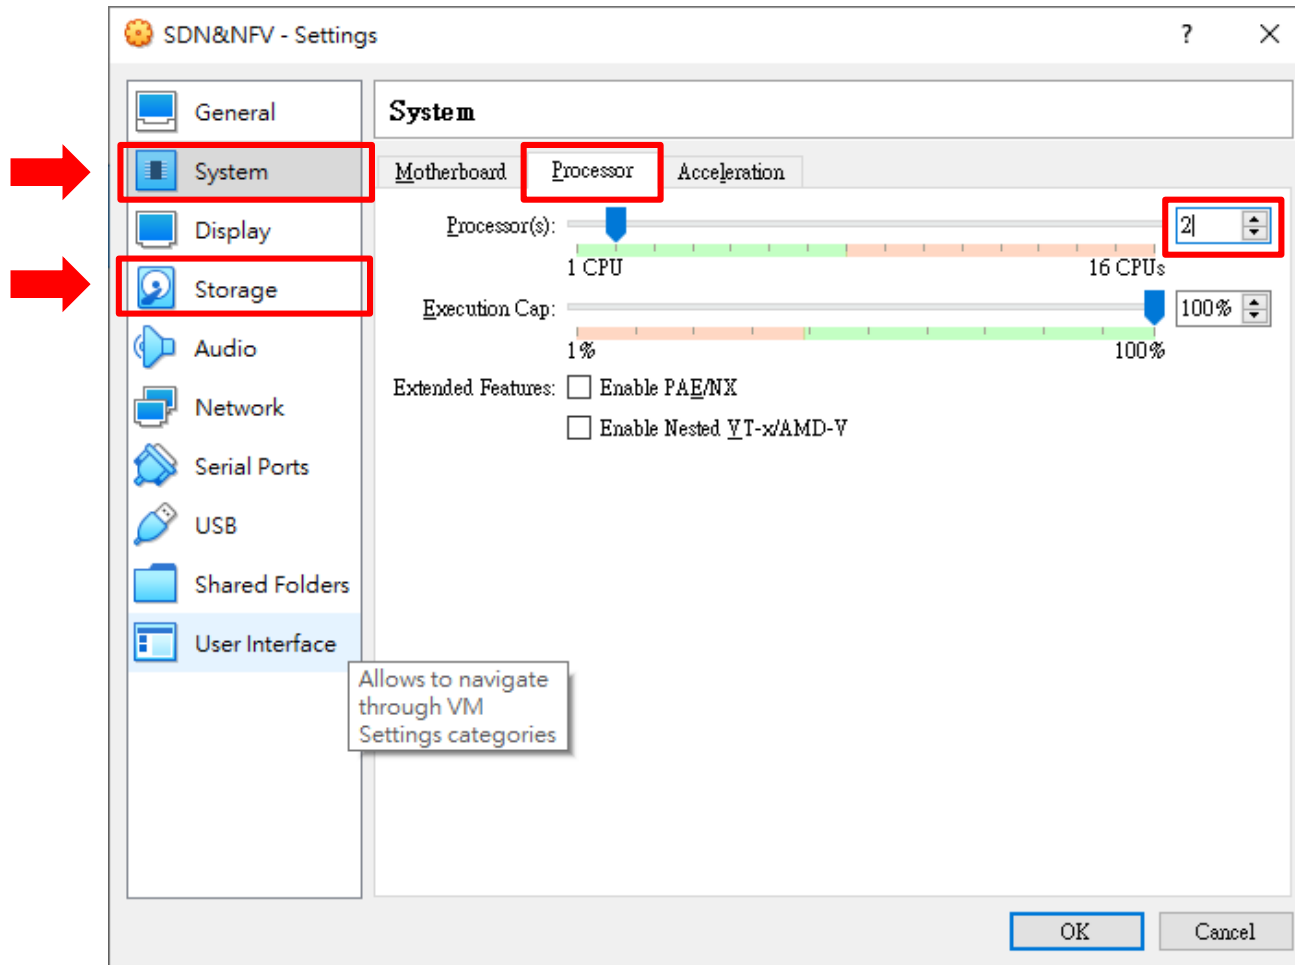 SDN&NFV - Settings
?
General
System
Display
Storage
Audio
Network
Serial Ports
USB
Shared Folders
User Interface
System
Motherboard Processor Acceleration
Processor(s): 2
1 CPU 16 CPUs
Execution Cap: 100%
1% 100%
Extended Features: Enable PAE/NX
Enable Nested VT-x/AMD-V
Allows to navigate
through VM
Settings categories
OK Cancel